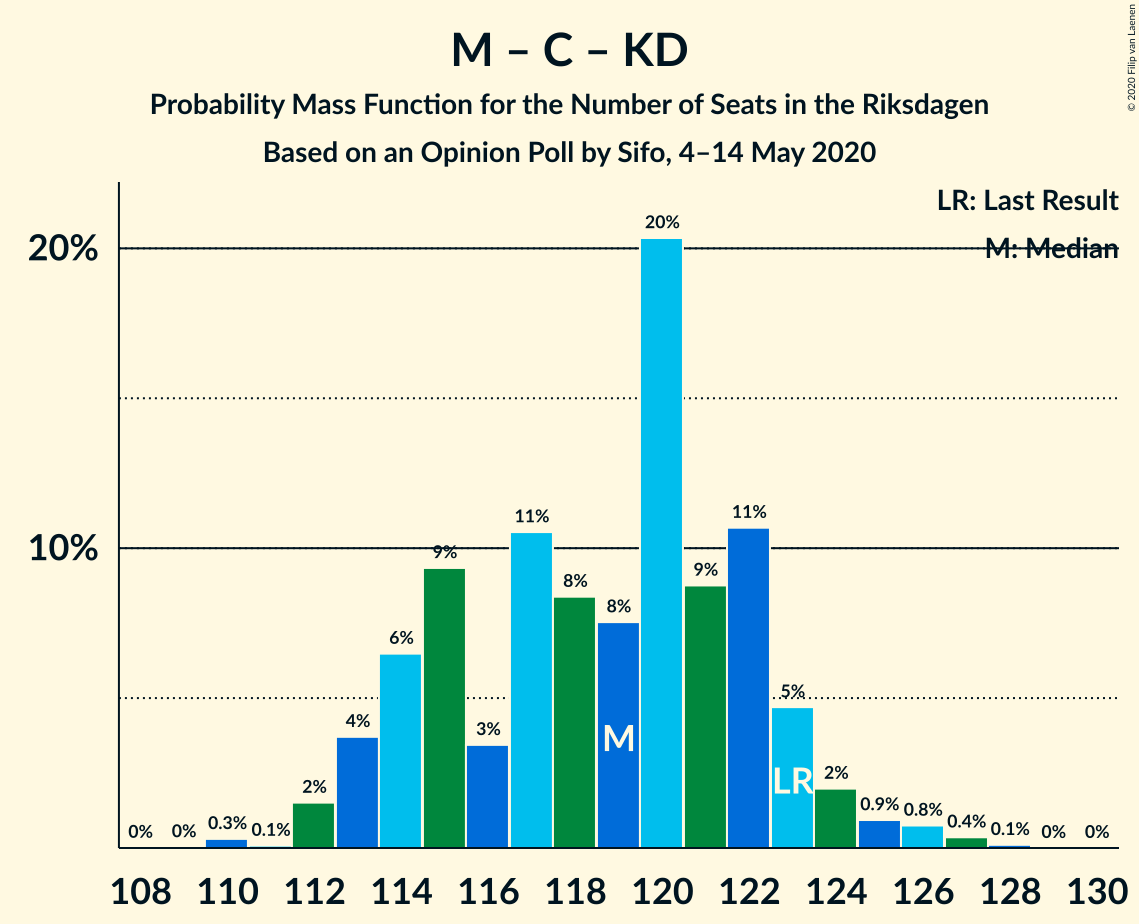 M – C – KD
Probability Mass Function for the Number of Seats in the Riksdagen
Based on an Opinion Poll by Sifo, 4–14 May 2020
© 2020 Filip van Laenen
LR: Last Result
M: Median
20%
10%
0%
0%
0.3%
0.1%
2%
4%
6%
9%
3%
11%
8%
8%
20%
9%
11%
5%
2%
0.9%
0.8%
0.4%
0.1%
0%
0%
M
LR
108 110 112 114 116 118 120 122 124 126 128 130